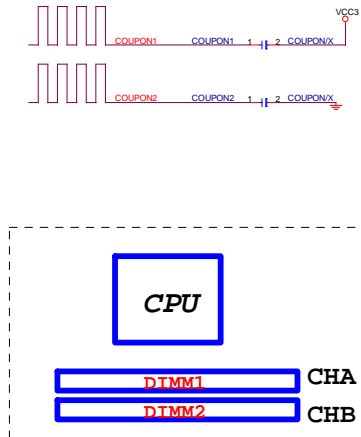 VCC3
COUPON1 COUPON1 1 2 COUPON/X
COUPON2 COUPON2 1 2 COUPON/X
CPU
DIMM1 CHA
DIMM2 CHB